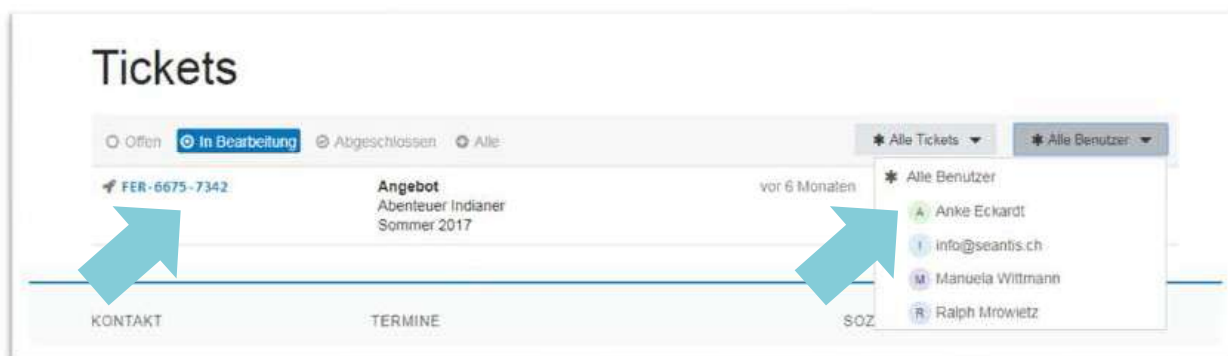 Tickets
Offen In Bearbeitung Abgeschlossen Alle Alle Tickets Alle Benutzer
FER-6675-7342 Angebot vor 6 Monaten Alle Benutzer
Abenteuer Indianer A Anke Eckardt
Sommer 2017
I info@seantis.ch
M Manuela Wittmann
R Ralph Mrowietz
KONTAKT TERMINE SOZ